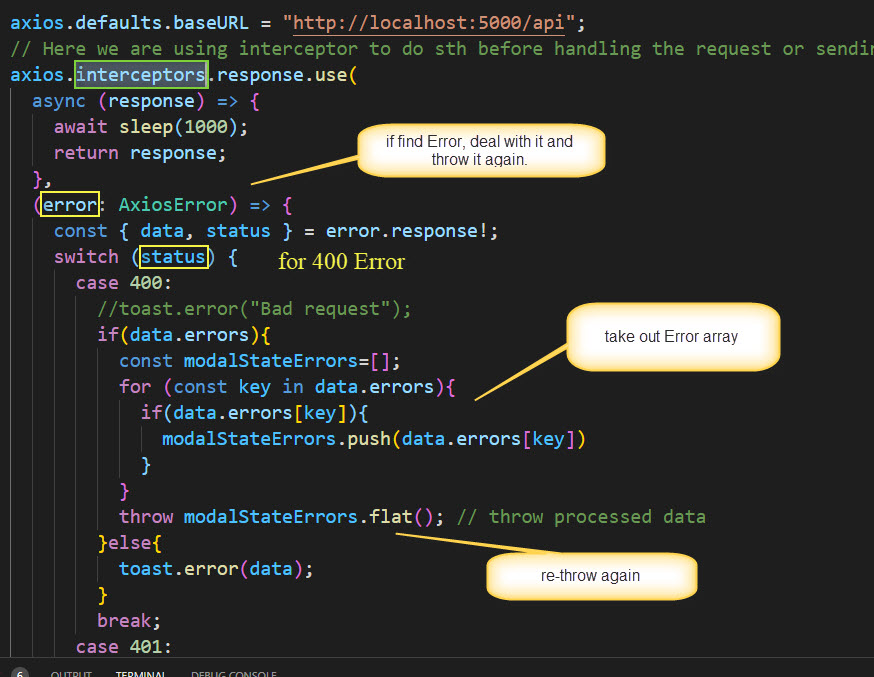 axios.defaults.baseURL = "http://localhost:5000/api";
// Here we are using interceptor to do sth before handling the request or
axios.interceptors.response.use(
async (response) => {
await sleep(1000);
return response;
},
if find Error, deal with it and
throw it again.
(error: AxiosError) => {
const { data, status } = error.response!;
switch (status) {
for 400 Error
case 400:
//toast.error("Bad request");
if(data.errors){
const modalStateErrors=[];
take out Error array
for (const key in data.errors){
if(data.errors[key]){
modalStateErrors.push(data.errors[key])
}
}
throw modalStateErrors.flat(); // throw processed data
}else{
re-throw again
toast.error(data);
}
break;
case 401:
6 OUTPUT TERMINAL DEBUG CONSOLE